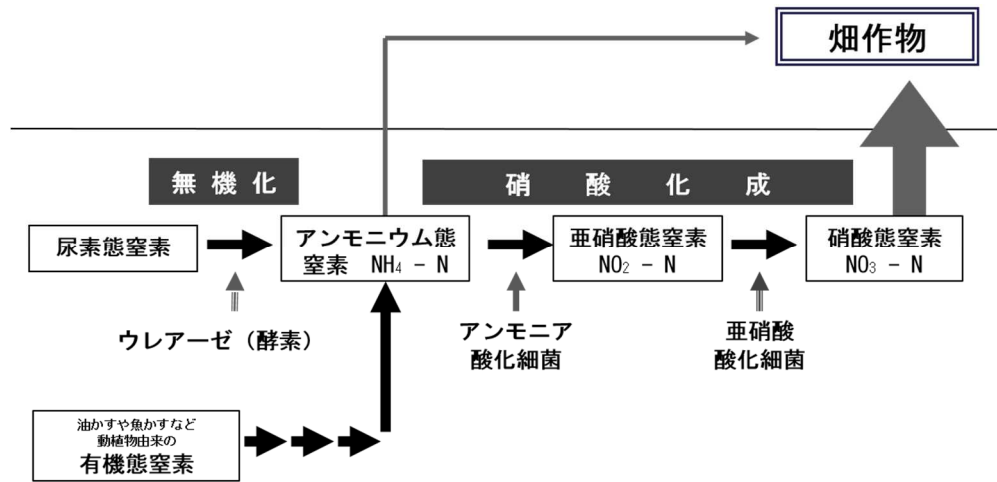 畑作物
無機化
硝酸化成
尿素態窒素
アンモニウム態
窒素 NH4 − N
亜硝酸態窒素
NO2 − N
硝酸態窒素
NO3 − N
ウレアーゼ（酵素）
アンモニア
酸化細菌
亜硝酸
酸化細菌
油かすや魚かすなど
動植物由来の
有機態窒素